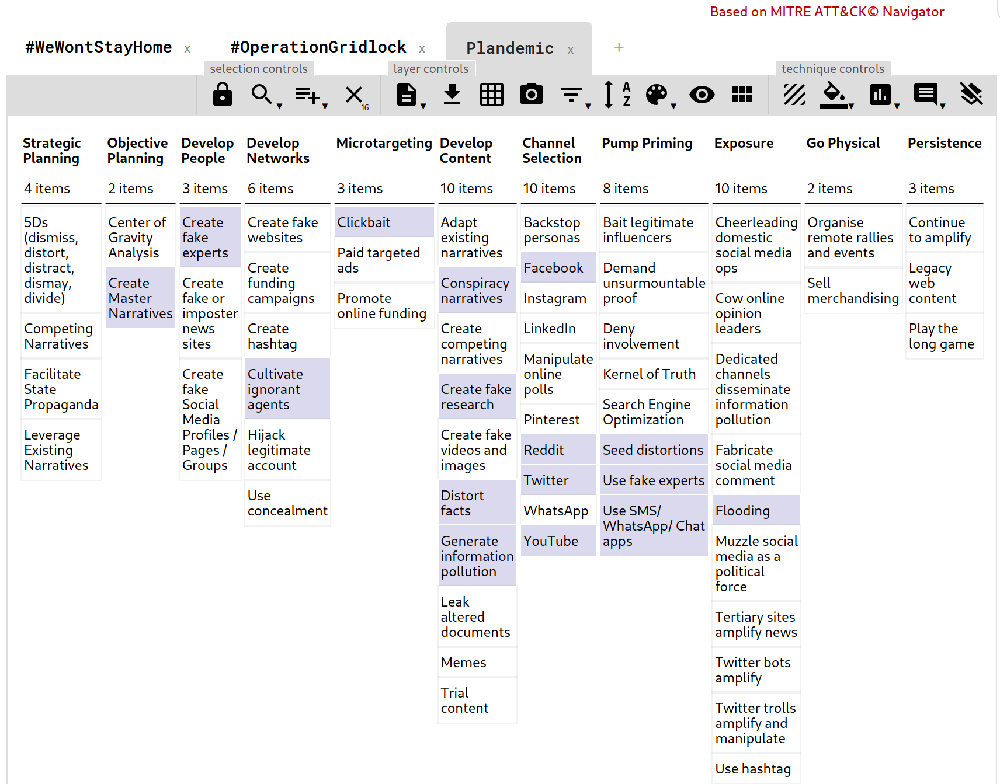 Based on MITRE ATT&CK© Navigator
#WeWontStayHome x
#OperationGridlock x
Plandemic x
+
selection controls
layer controls
technique controls
16
A
Z
Strategic
Planning
4 items
5Ds
(dismiss,
distort,
distract,
dismay,
divide)
Competing
Narratives
Facilitate
State
Propaganda
Leverage
Existing
Narratives
Objective
Planning
2 items
Center of
Gravity
Analysis
Create
Master
Narratives
Develop
People
3 items
Create
fake
experts
Create
fake or
imposter
news
sites
Create
fake
Social
Media
Profiles /
Pages /
Groups
Develop
Networks
6 items
Create fake
websites
Create
funding
campaigns
Create
hashtag
Cultivate
ignorant
agents
Hijack
legitimate
account
Use
concealment
Microtargeting
3 items
Clickbait
Paid targeted
ads
Promote
online funding
Develop
Content
10 items
Adapt
existing
narratives
Conspiracy
narratives
Create
competing
narratives
Create fake
research
Create fake
videos and
images
Distort
facts
Generate
information
pollution
Leak
altered
documents
Memes
Trial
content
Channel
Selection
10 items
Backstop
personas
Facebook
Instagram
LinkedIn
Manipulate
online
polls
Pinterest
Reddit
Twitter
WhatsApp
YouTube
Pump Priming
8 items
Bait legitimate
influencers
Demand
unsurmountable
proof
Deny
involvement
Kernel of Truth
Search Engine
Optimization
Seed distortions
Use fake experts
Use SMS/
WhatsApp/ Chat
apps
Exposure
10 items
Cheerleading
domestic
social media
ops
Cow online
opinion
leaders
Dedicated
channels
disseminate
information
pollution
Fabricate
social media
comment
Flooding
Muzzle social
media as a
political
force
Tertiary sites
amplify news
Twitter bots
amplify
Twitter trolls
amplify and
manipulate
Use hashtag
Go Physical
2 items
Organise
remote rallies
and events
Sell
merchandising
Persistence
3 items
Continue
to amplify
Legacy
web
content
Play the
long game